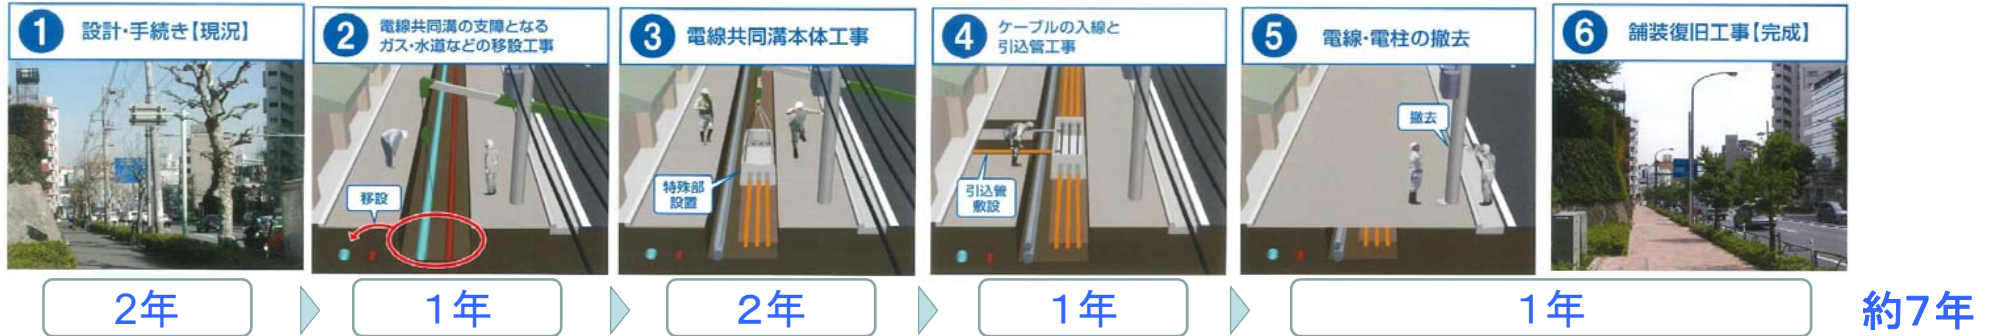 1 設計・手続き【現況】
2 電線共同溝の支障となる
ガス・水道などの移設工事
3 電線共同溝本体工事
4 ケーブルの入線と
引込管工事
5 電線・電柱の撤去
6 舗装復旧工事【完成】
移設
特殊部
設置
引込管
敷設
撤去
2年
1年
2年
1年
1年
約7年